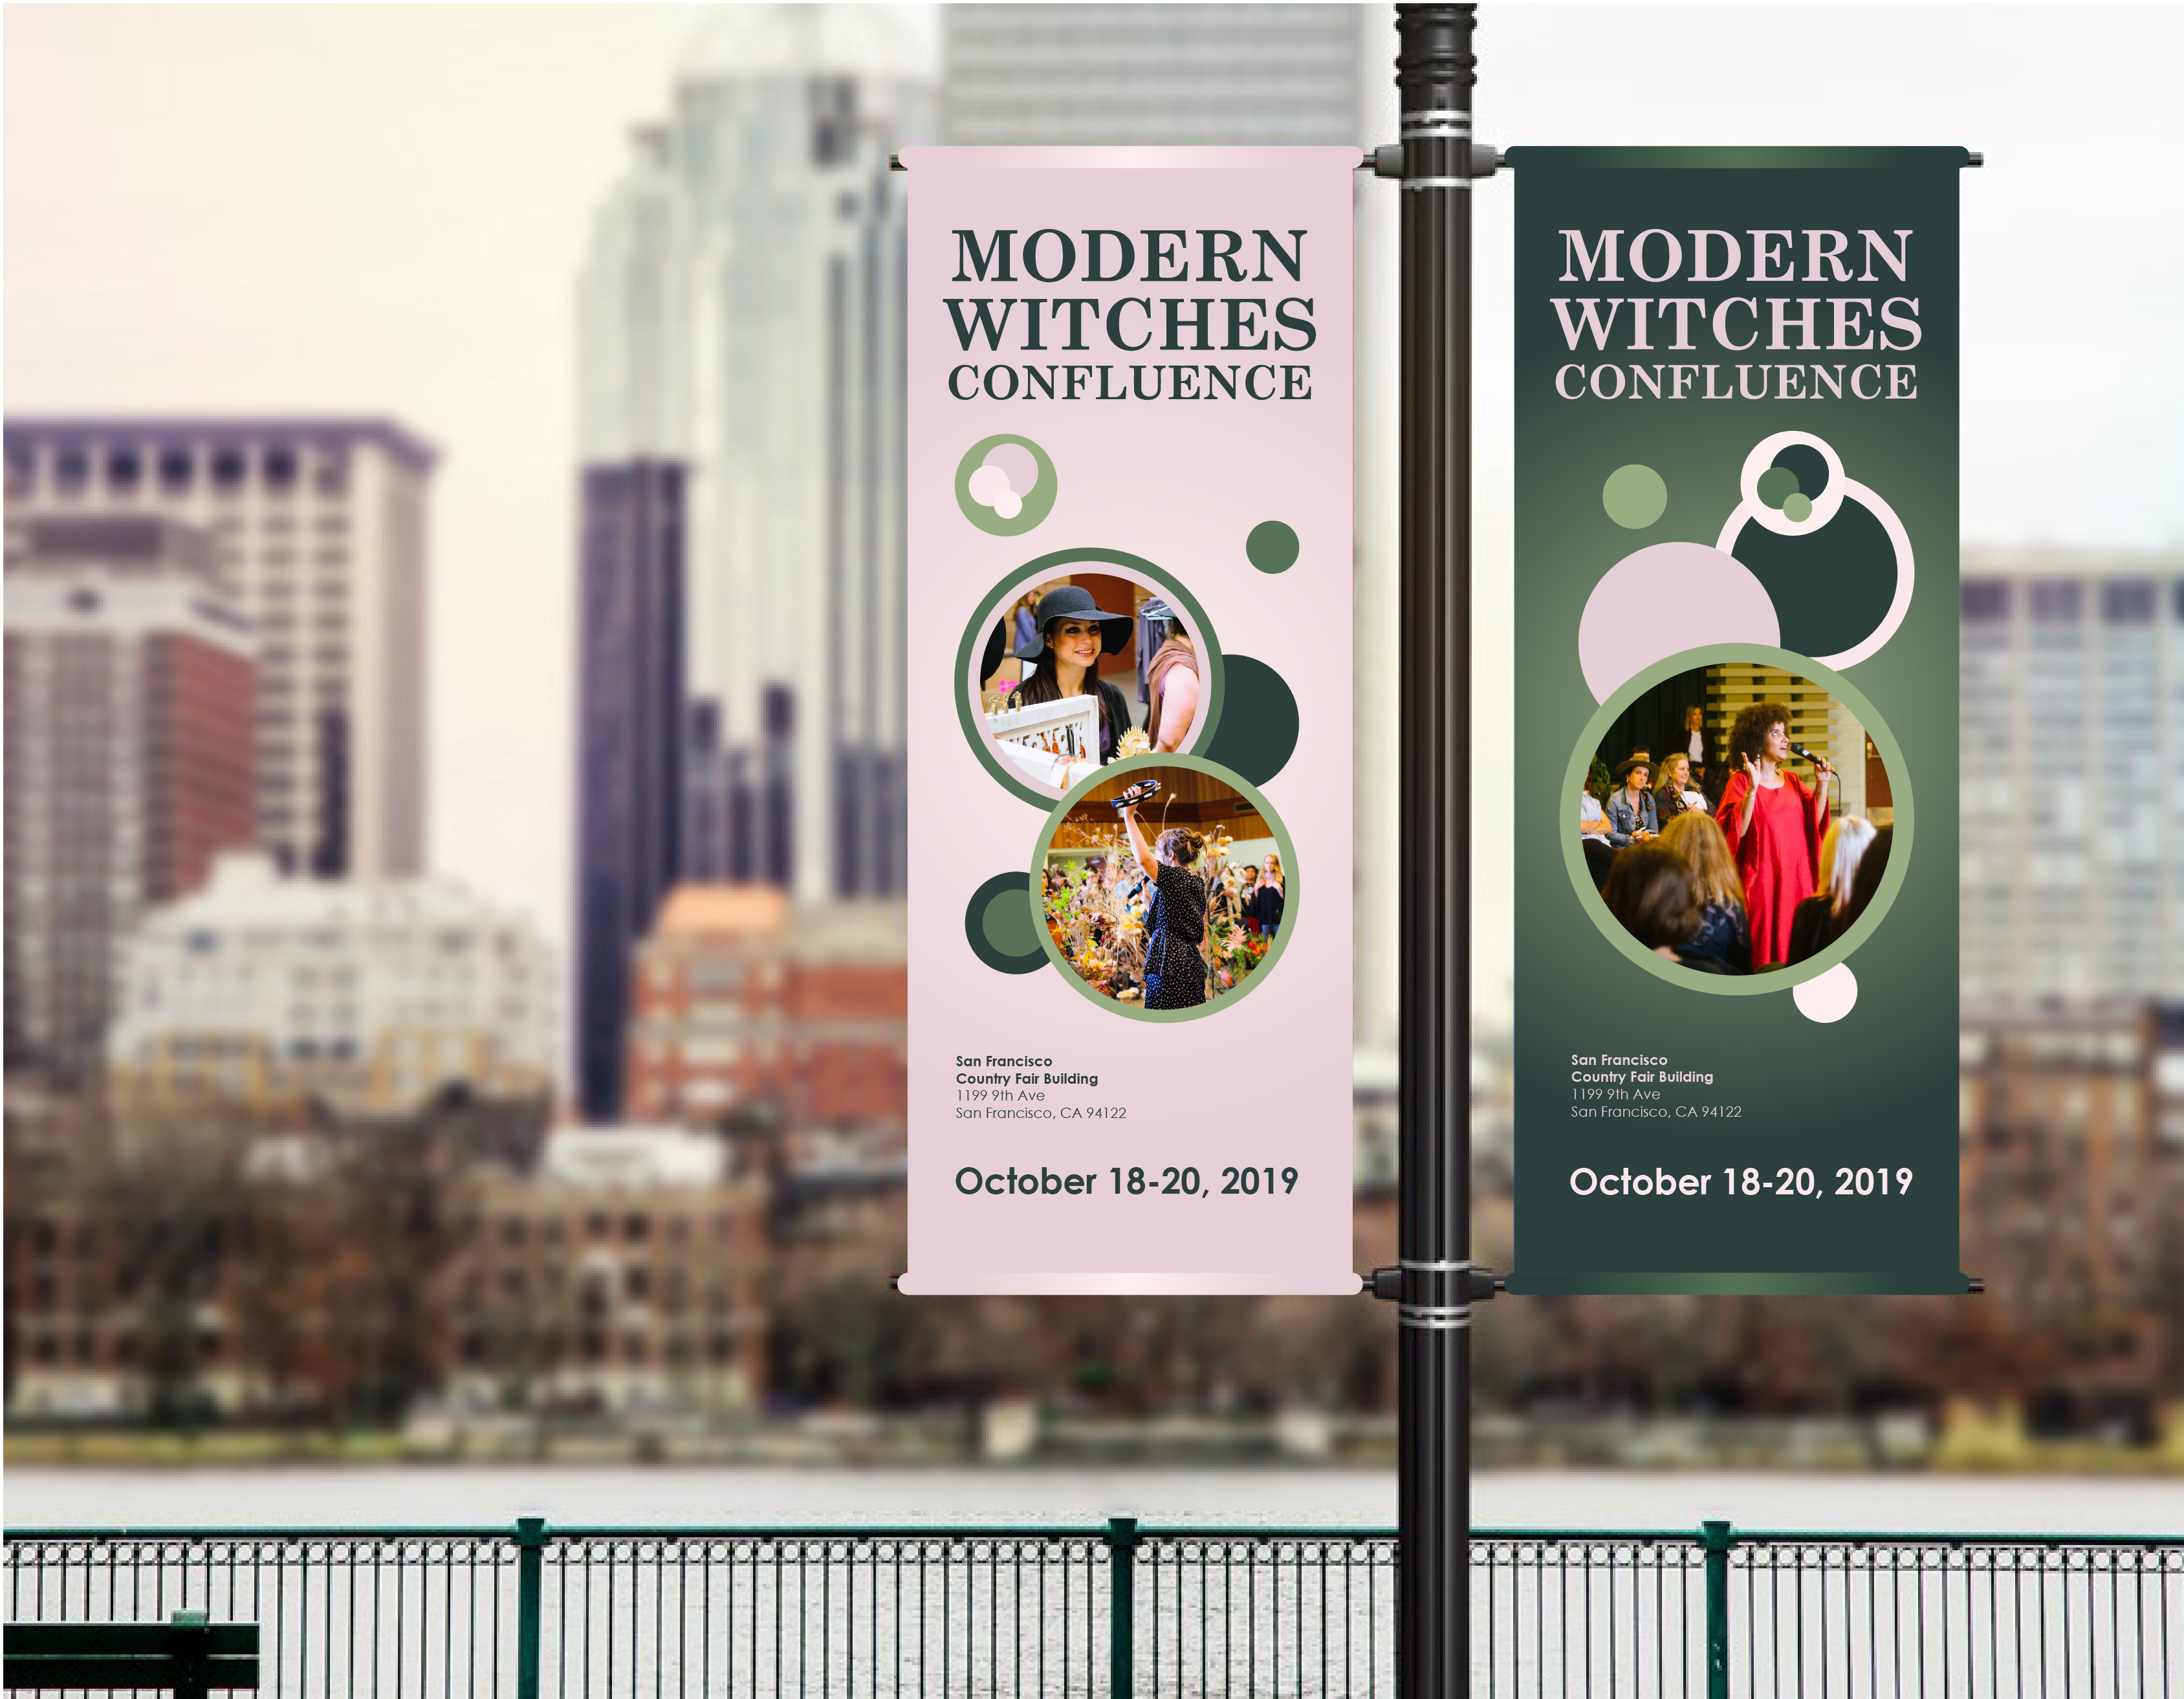 MODERN
WITCHES
CONFLUENCE
San Francisco
Country Fair Building
1199 9th Ave
San Francisco, CA 94122
October 18-20, 2019
MODERN
WITCHES
CONFLUENCE
San Francisco
Country Fair Building
1199 9th Ave
San Francisco, CA 94122
October 18-20, 2019